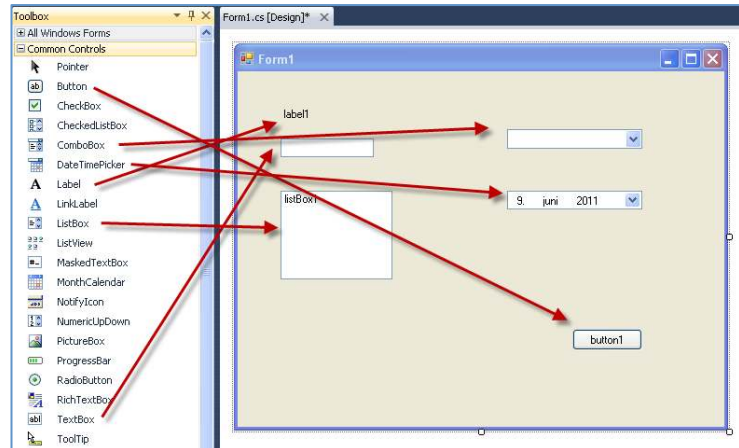 Toolbox
All Windows Forms
Common Controls
Pointer
Button
CheckBox
CheckedListBox
ComboBox
DateTimePicker
Label
LinkLabel
ListBox
ListView
MaskedTextBox
MonthCalendar
NotifyIcon
NumericUpDown
PictureBox
ProgressBar
RadioButton
RichTextBox
TextBox
ToolTip
Form1.cs [Design]*
Form1
label1
listBox1
9. juni 2011
button1